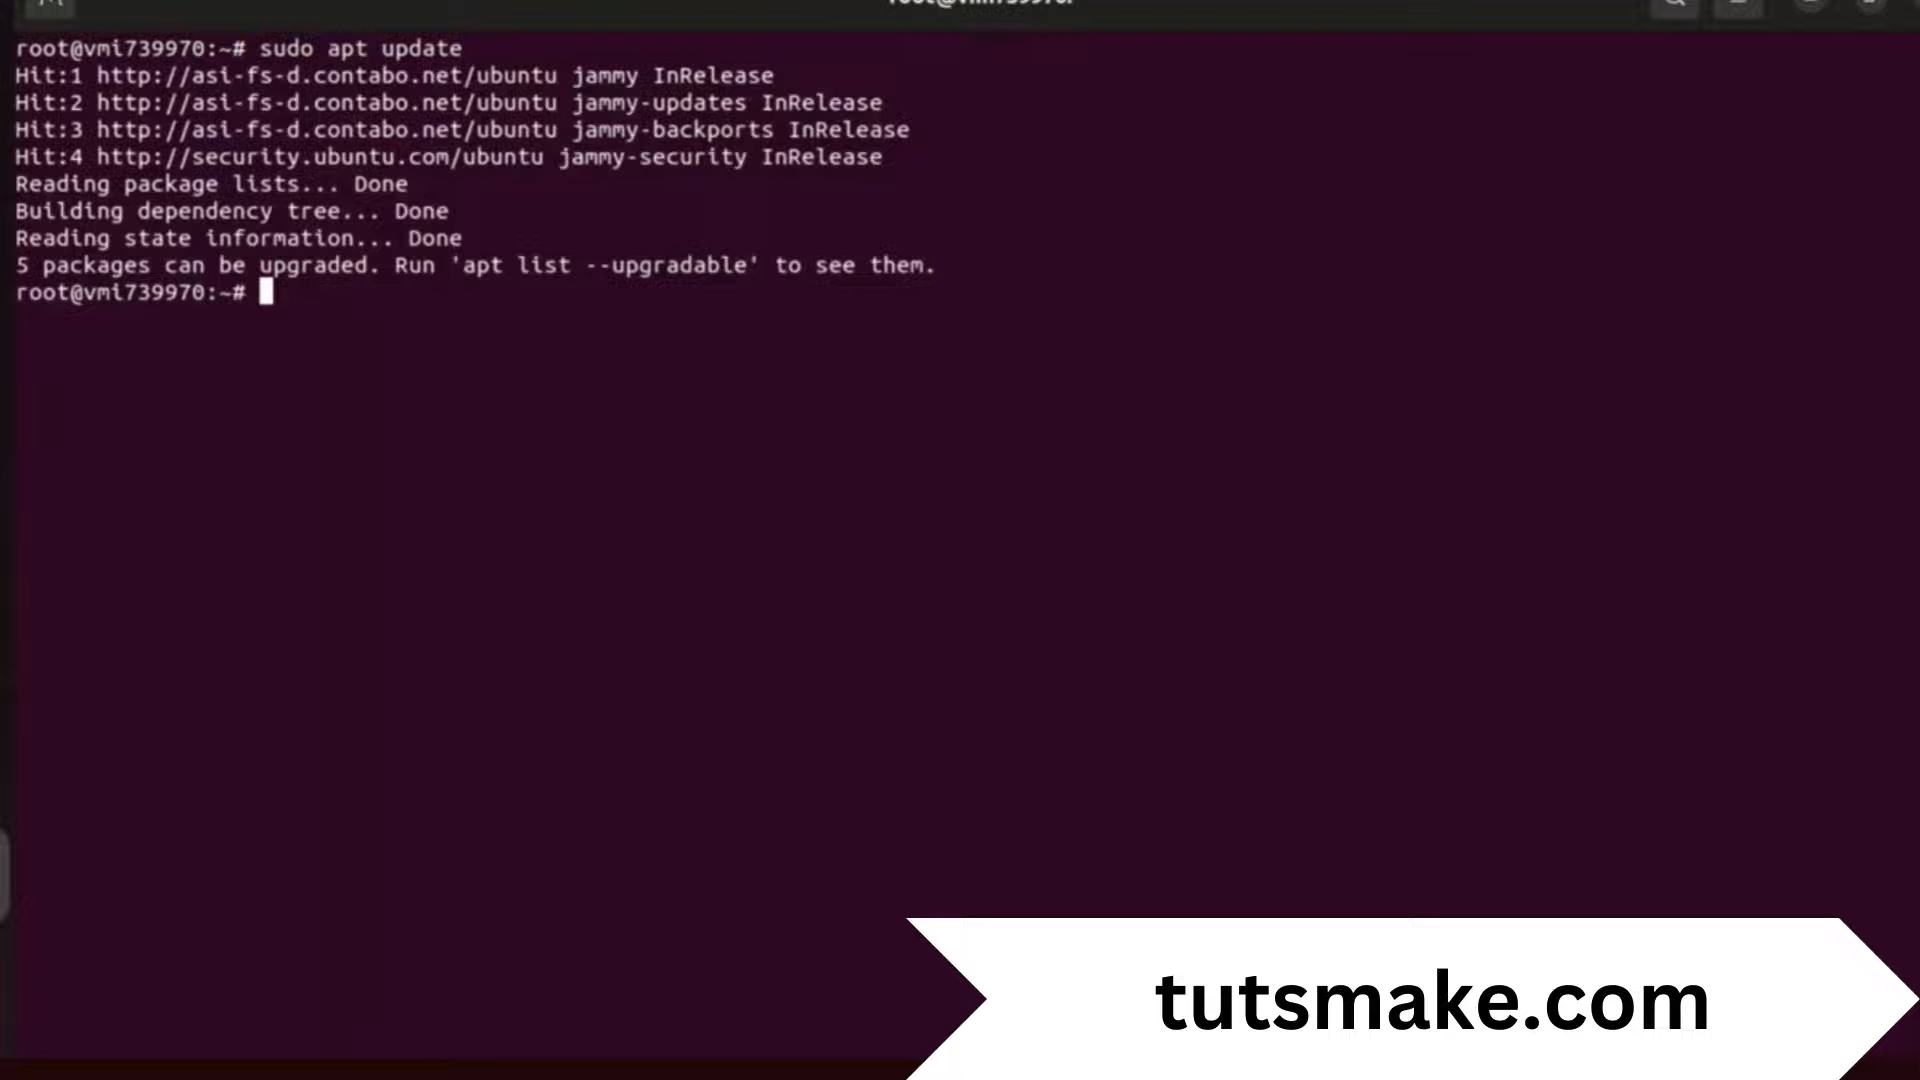 root@vmi739970:~# sudo apt update
Hit:1 http://asi-fs-d.contabo.net/ubuntu jammy InRelease
Hit:2 http://asi-fs-d.contabo.net/ubuntu jammy-updates InRelease
Hit:3 http://asi-fs-d.contabo.net/ubuntu jammy-backports InRelease
Hit:4 http://security.ubuntu.com/ubuntu jammy-security InRelease
Reading package lists... Done
Building dependency tree... Done
Reading state information... Done
5 packages can be upgraded. Run 'apt list --upgradable' to see them.
root@vmi739970:~#
tutsmake.com